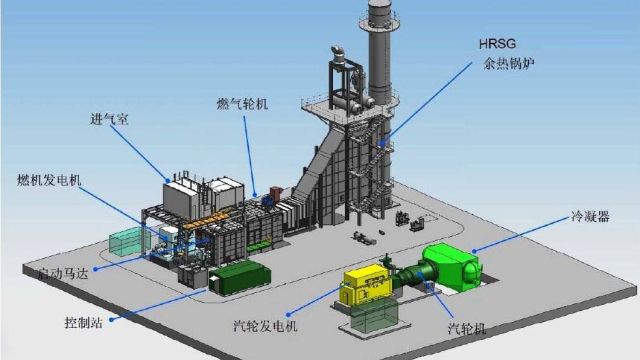 HRSG
余热锅炉
燃气轮机
进气室
燃机发电机
冷凝器
启动马达
控制站
汽轮发电机
汽轮机